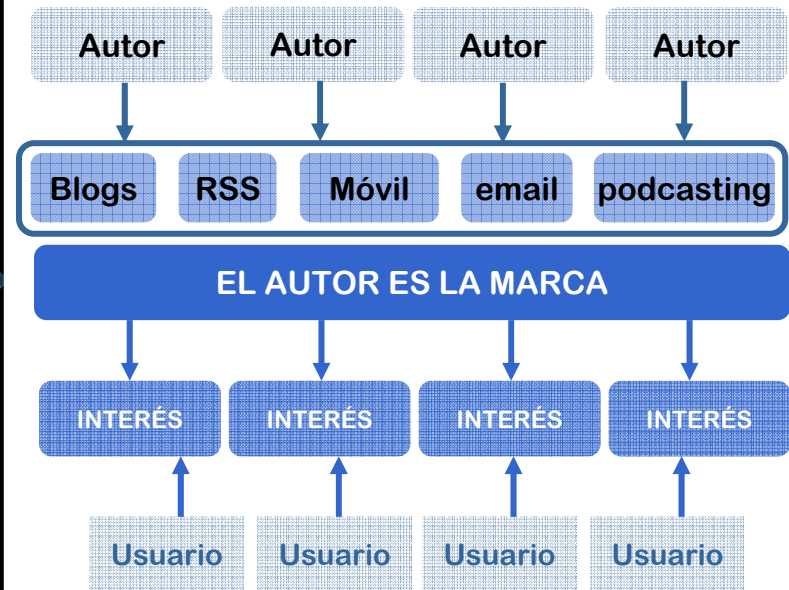 Autor Autor Autor Autor
Blogs RSS Móvil email podcasting
EL AUTOR ES LA MARCA
INTERÉS INTERÉS INTERÉS INTERÉS
Usuario Usuario Usuario Usuario